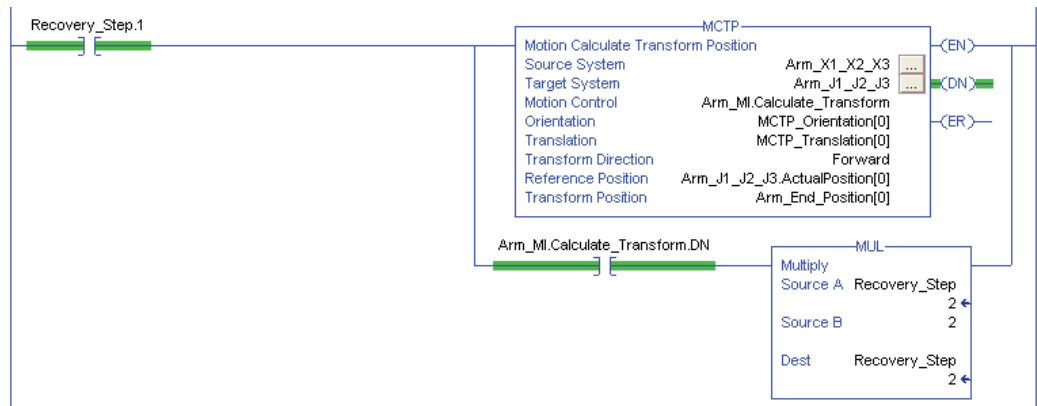 Recovery_Step.1
MCTP
Motion Calculate Transform Position
Source System Arm_X1_X2_X3 ...
Target System Arm_J1_J2_J3 ...
Motion Control Arm_MI.Calculate_Transform
Orientation MCTP_Orientation[0]
Translation MCTP_Translation[0]
Transform Direction Forward
Reference Position Arm_J1_J2_J3.ActualPosition[0]
Transform Position Arm_End_Position[0]
(EN)
(DN)
(ER)
Arm_MI.Calculate_Transform.DN
MUL
Multiply
Source A Recovery_Step
2
Source B 2
Dest Recovery_Step
2